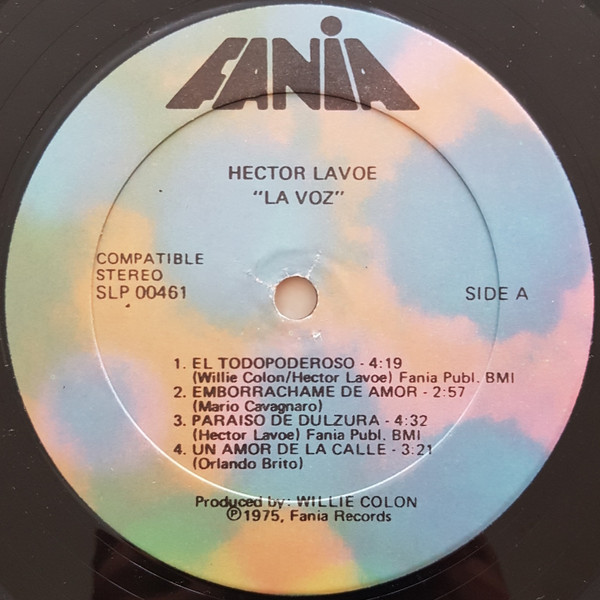 FANIA
HECTOR LAVOE
"LA VOZ"
COMPATIBLE
STEREO
SLP 00461
SIDE A
1. EL TODOPODEROSO - 4:19
(Willie Colon/Hector Lavoe) Fania Publ. BMI
2. EMBORRACHAME DE AMOR - 2:57
(Mario Cavagnaro)
3. PARAISO DE DULZURA - 4:32
(Hector Lavoe) Fania Publ. BMI
4. UN AMOR DE LA CALLE - 3:21
(Orlando Brito)
Produced by: WILLIE COLON
℗1975, Fania Records